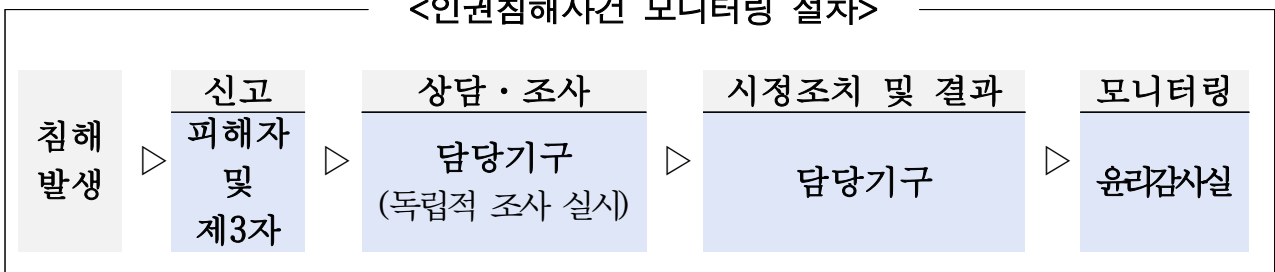 <인권침해사건 모니터링 절차>
침해
발생
▷
신고
피해자
및
제3자
▷
상담・조사
담당기구
(독립적 조사 실시)
▷
시정조치 및 결과
담당기구
▷
모니터링
윤리감사실